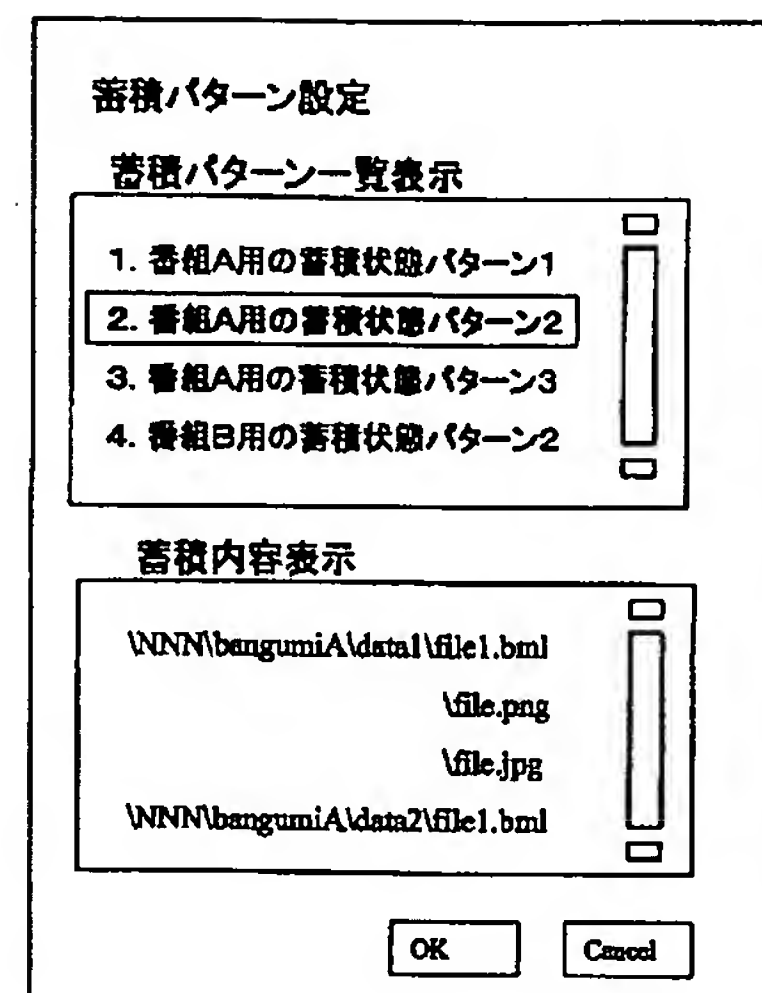 蓄積パターン設定
蓄積パターン一覧表示
1. 番組A用の蓄積状態パターン1
2. 番組A用の蓄積状態パターン2
3. 番組A用の蓄積状態パターン3
4. 番組B用の蓄積状態パターン2
蓄積内容表示
\NNN\bangumiA\data1\file1.bml
\file.png
\file.jpg
\NNN\bangumiA\data2\file1.bml
OK Cancel